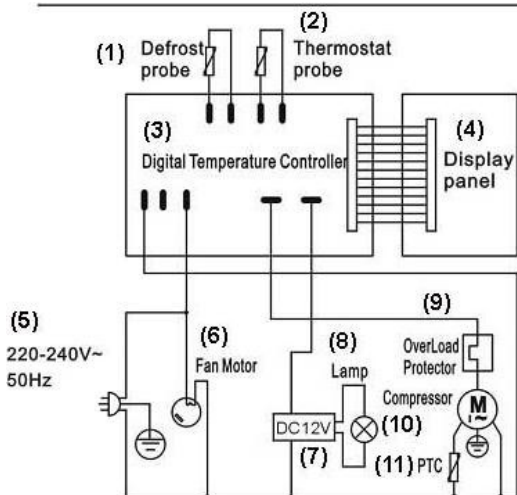 (1) Defrost probe
(2) Thermostat probe
(3)
Digital Temperature Controller
(4)
Display panel
(5)
220-240V~
50Hz
(6)
Fan Motor
(8)
Lamp
(9)
OverLoad
Protector
Compressor
M
1~
DC12V
(7)
(10)
(11) PTC